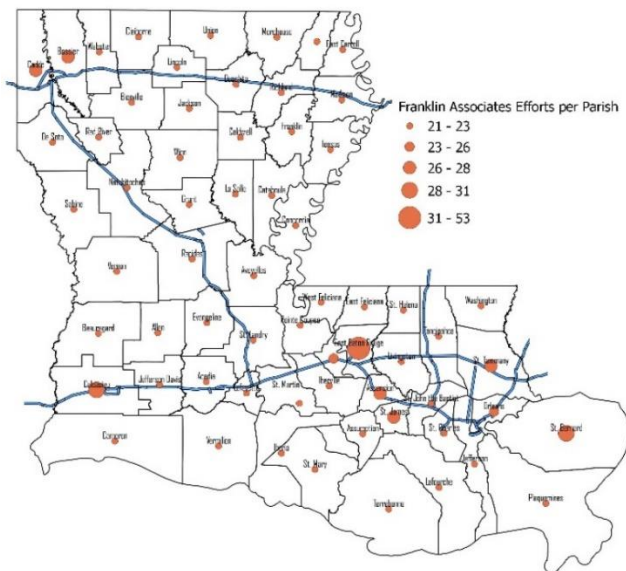 Claiborne
Union
Morehouse
Webster
East Carroll
Bossier
Caddo
Lincoln
Ouachita
Richland
Madison
Bienville
Jackson
Franklin Associates Efforts per Parish
21 - 23
23 - 26
26 - 28
28 - 31
31 - 53
De Soto
Red River
Winn
Caldwell
Franklin
Tensas
Natchitoches
La Salle
Catahoula
Sabine
Grant
Concordia
Vernon
Rapides
Avoyelles
West Feliciana
East Feliciana
St. Helena
Washington
Beauregard
Allen
Evangeline
St. Landry
Pointe Coupee
Tangipahoa
East Baton Rouge
Livingston
St. Tammany
Calcasieu
Jefferson Davis
Acadia
Lafayette
St. Martin
Iberville
Ascension
St. John the Baptist
Orleans
St. James
St. Charles
St. Bernard
Cameron
Vermilion
Iberia
St. Mary
Assumption
Jefferson
Lafourche
Terrebonne
Plaquemines